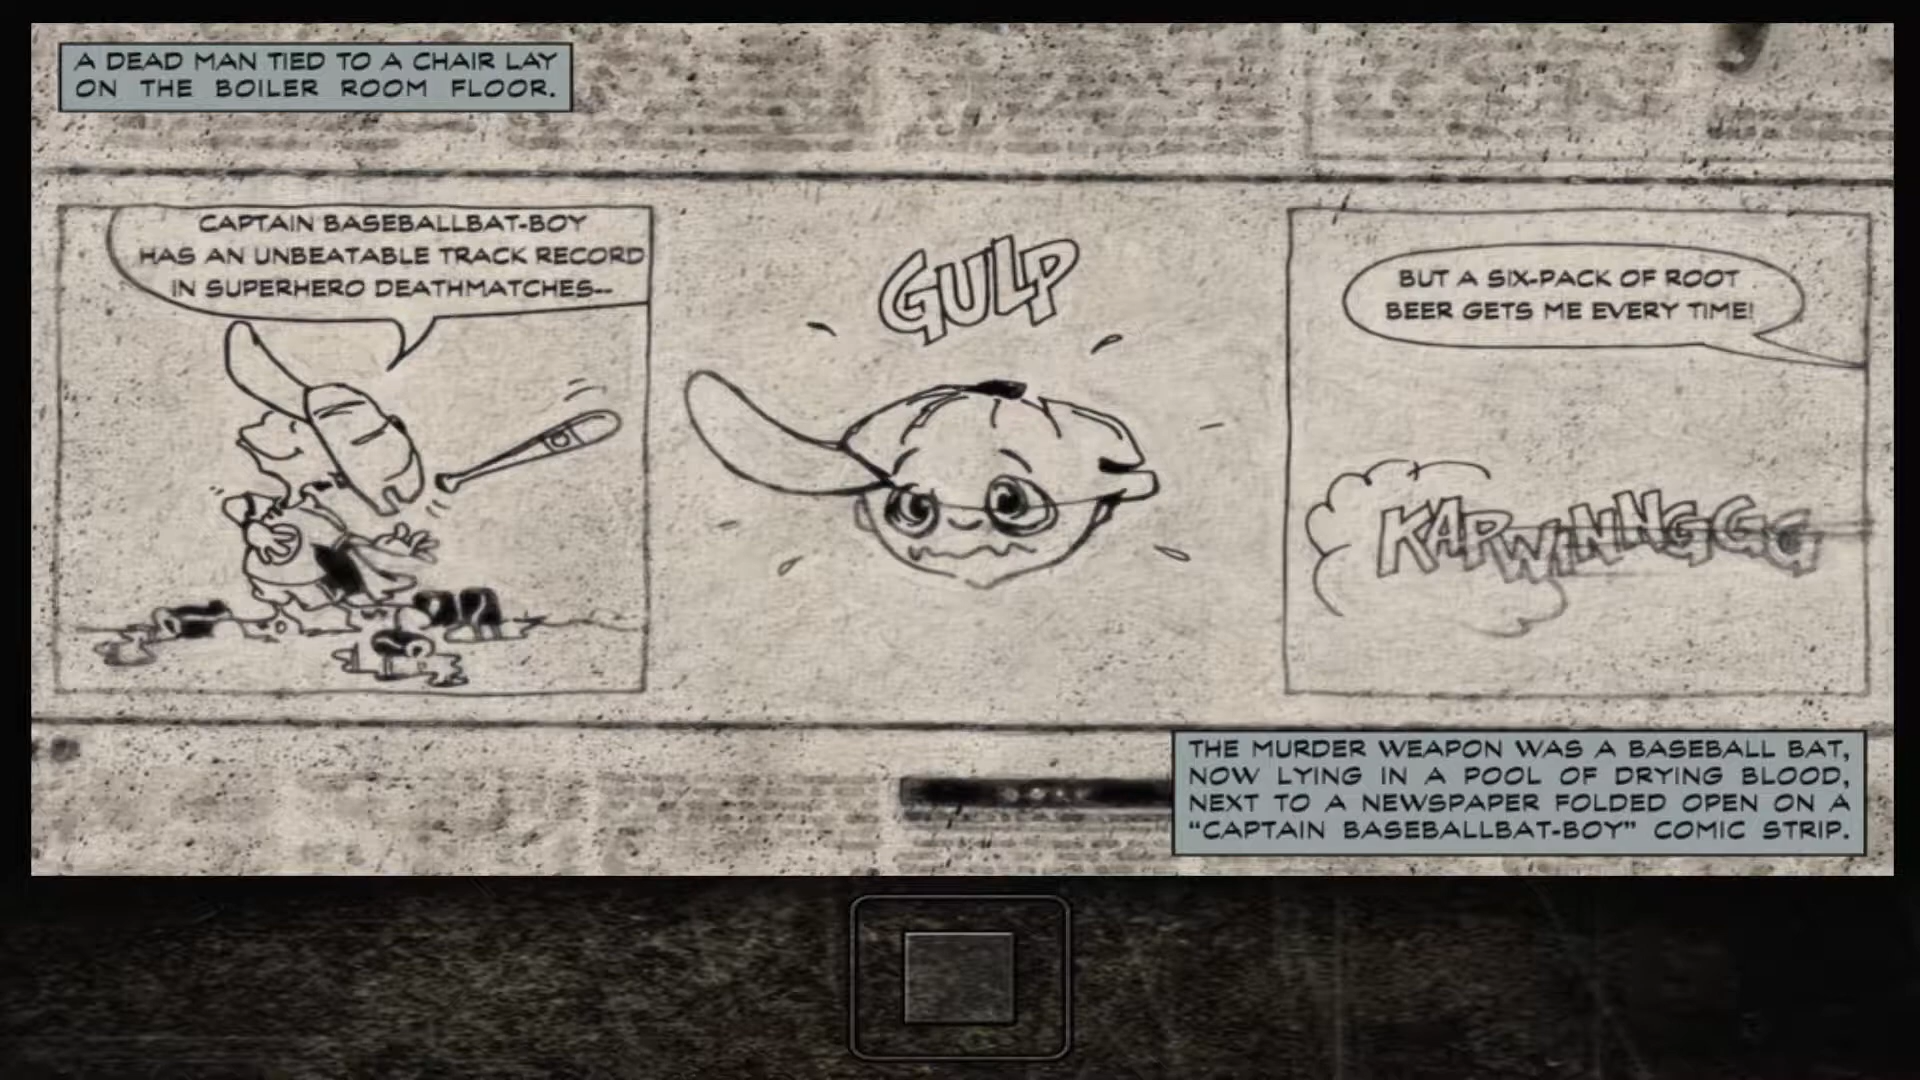 A DEAD MAN TIED TO A CHAIR LAY
ON THE BOILER ROOM FLOOR.
CAPTAIN BASEBALLBAT-BOY
HAS AN UNBEATABLE TRACK RECORD
IN SUPERHERO DEATHMATCHES--
GULP
BUT A SIX-PACK OF ROOT
BEER GETS ME EVERY TIME!
KAPWINNGGG
THE MURDER WEAPON WAS A BASEBALL BAT,
NOW LYING IN A POOL OF DRYING BLOOD,
NEXT TO A NEWSPAPER FOLDED OPEN ON A
“CAPTAIN BASEBALLBAT-BOY” COMIC STRIP.